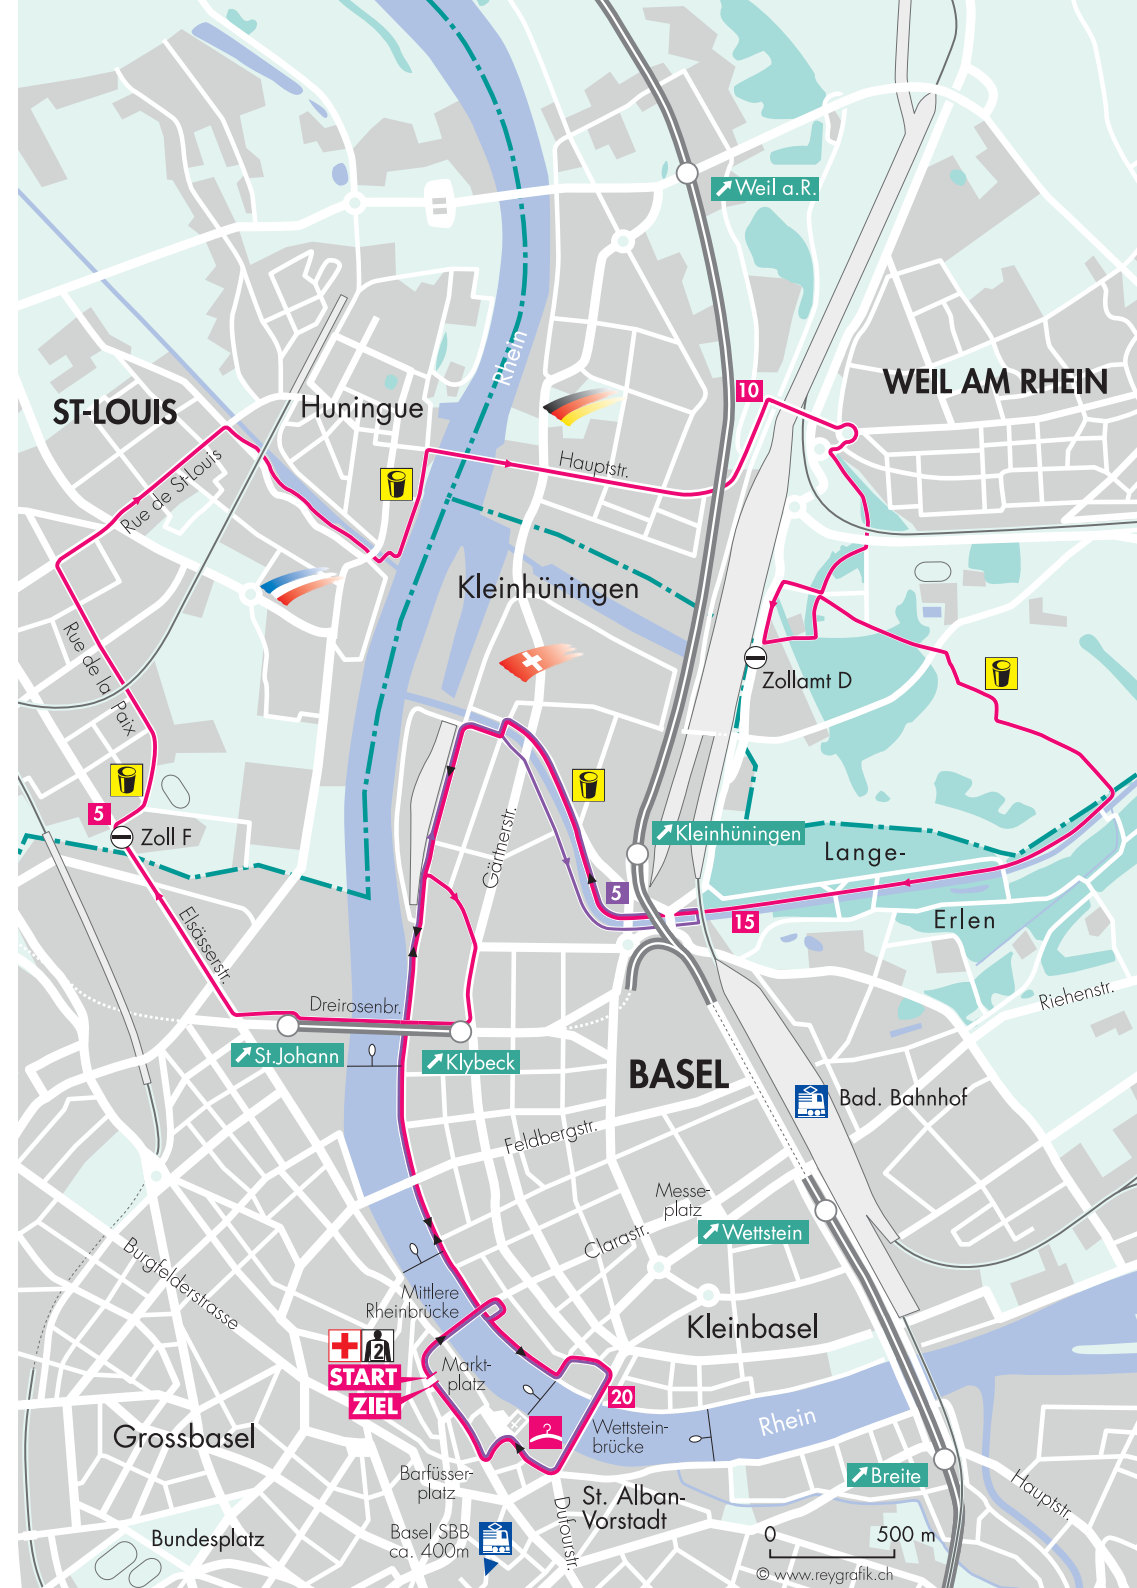 Weil a.R.
Rhein
WEIL AM RHEIN
10
ST-LOUIS
Huningue
Hauptstr.
Rue de St-Louis
Kleinhüningen
Rue de la Paix
Zollamt D
5
Zoll F
Gärtnerstr.
Kleinhüningen
Lange-
Erlen
5
15
Elsässerstr.
Riehenstr.
Dreirosenbr.
St.Johann
Klybeck
BASEL
Bad. Bahnhof
Feldbergstr.
Messe-
platz
Wettstein
Clarastr.
Burgfelderstrasse
Mittlere
Rheinbrücke
Kleinbasel
2
START
ZIEL
Markt-
platz
20
Wettstein-
brücke
Rhein
Grossbasel
Barfüsser-
platz
Breite
Hauptstr.
St. Alban-
Vorstadt
Dufourstr.
Bundesplatz
Basel SBB
ca. 400m
0 500 m
© www.reygrafik.ch